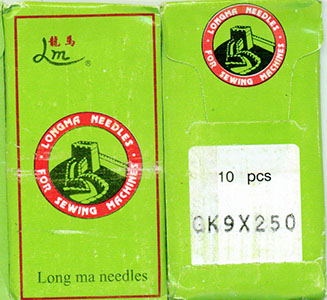 龍馬
Lm®
LONGMA NEEDLES
FOR SEWING MACHINES
Long ma needles
LONGMA NEEDLES
FOR SEWING MACHINES
10 pcs
GK9X250